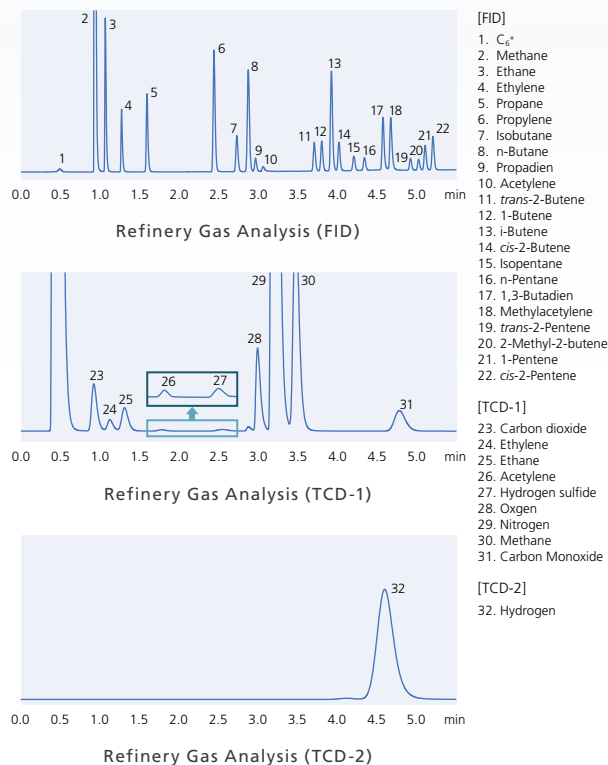 2
3
4
5
1
6
8
7
9
10
13
11 12
14
15
16
17 18
19
20
21
22
0.0 0.5 1.0 1.5 2.0 2.5 3.0 3.5 4.0 4.5 5.0 min
Refinery Gas Analysis (FID)
29
30
28
23
24
25
26
27
31
0.0 0.5 1.0 1.5 2.0 2.5 3.0 3.5 4.0 4.5 5.0 min
Refinery Gas Analysis (TCD-1)
32
0.0 0.5 1.0 1.5 2.0 2.5 3.0 3.5 4.0 4.5 5.0 min
Refinery Gas Analysis (TCD-2)
[FID]
1. C₆⁺
2. Methane
3. Ethane
4. Ethylene
5. Propane
6. Propylene
7. Isobutane
8. n-Butane
9. Propadien
10. Acetylene
11. trans-2-Butene
12. 1-Butene
13. i-Butene
14. cis-2-Butene
15. Isopentane
16. n-Pentane
17. 1,3-Butadien
18. Methylacetylene
19. trans-2-Pentene
20. 2-Methyl-2-butene
21. 1-Pentene
22. cis-2-Pentene
[TCD-1]
23. Carbon dioxide
24. Ethylene
25. Ethane
26. Acetylene
27. Hydrogen sulfide
28. Oxgen
29. Nitrogen
30. Methane
31. Carbon Monoxide
[TCD-2]
32. Hydrogen